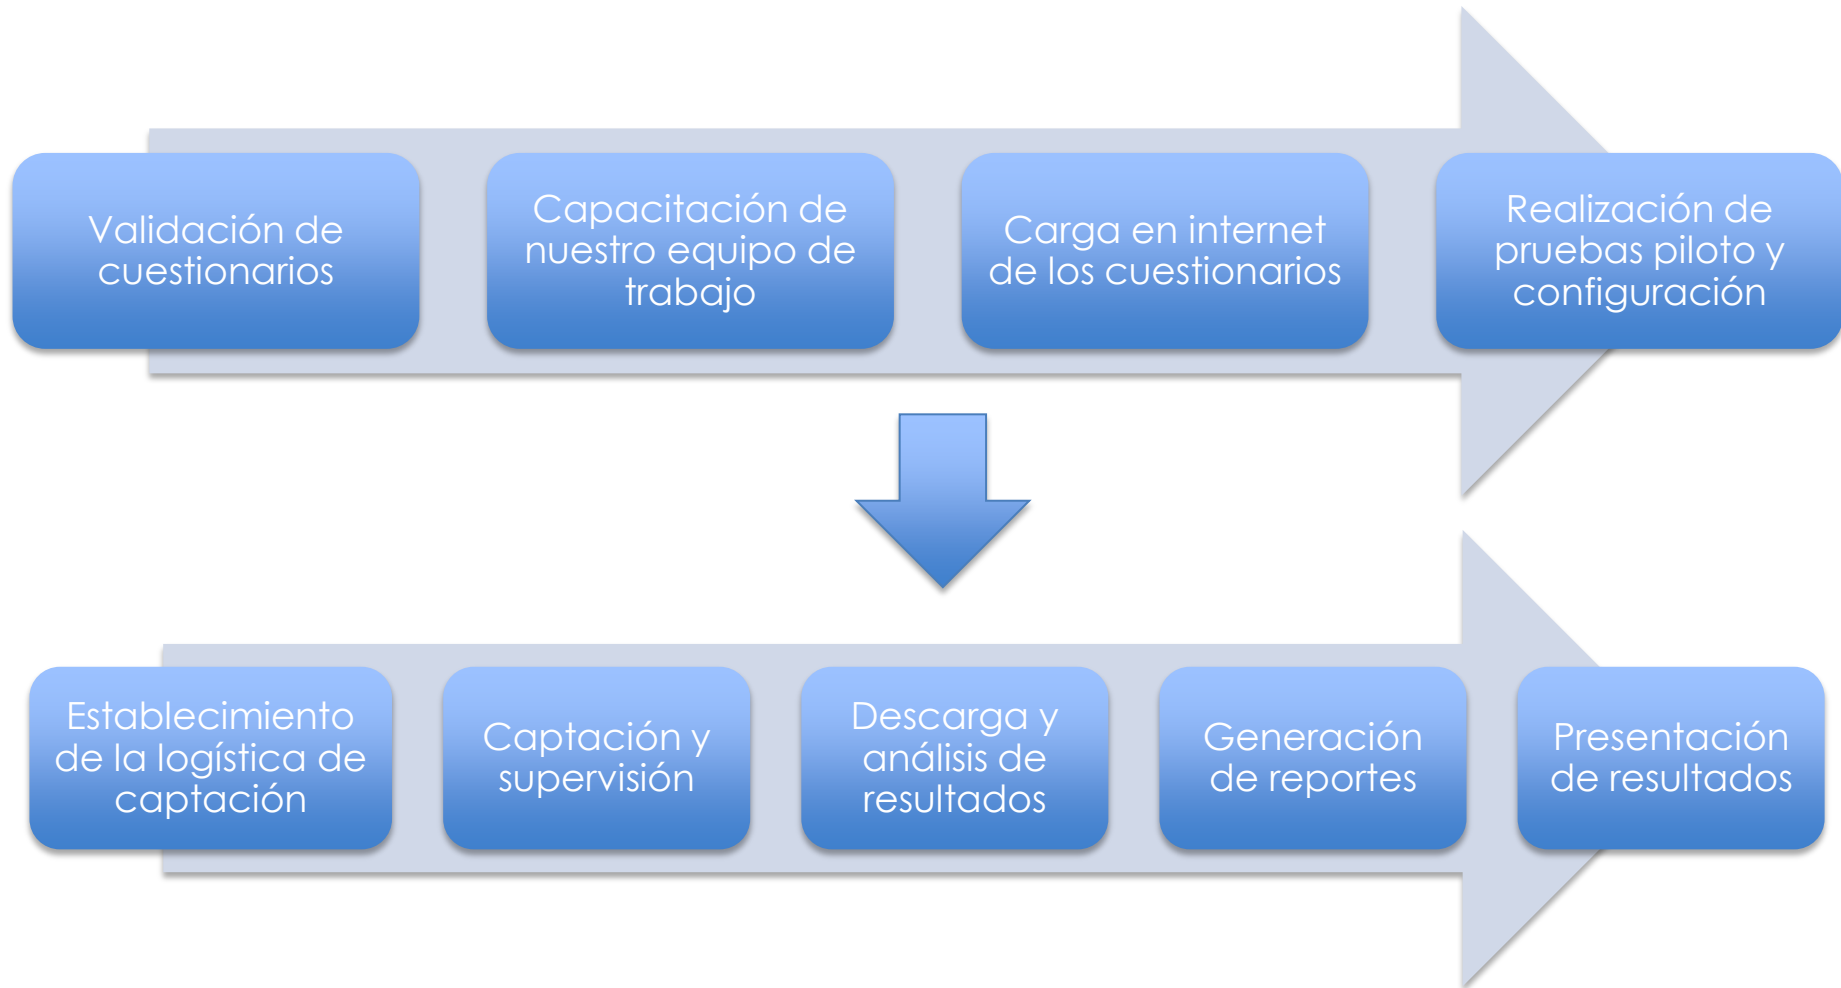 Validación de
cuestionarios
Capacitación de
nuestro equipo de
trabajo
Carga en internet
de los cuestionarios
Realización de
pruebas piloto y
configuración
Establecimiento
de la logística de
captación
Captación y
supervisión
Descarga y
análisis de
resultados
Generación
de reportes
Presentación
de resultados